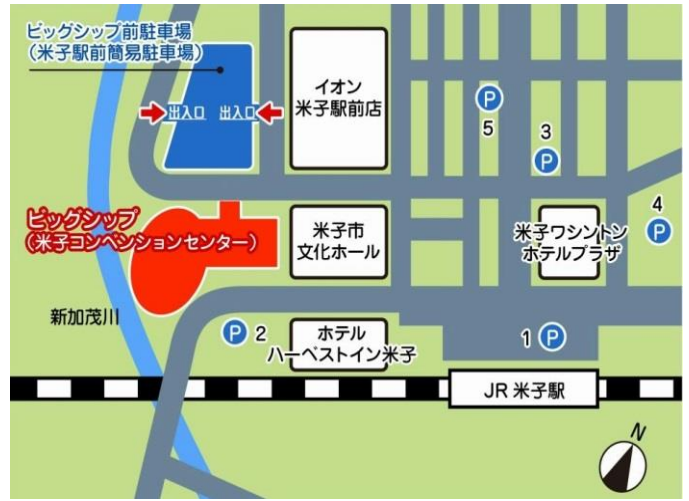 ビッグシップ前駐車場
(米子駅前簡易駐車場)
出入口 出入口
イオン
米子駅前店
P
5
3
P
4
P
ビッグシップ
(米子コンベンションセンター)
米子市
文化ホール
米子ワシントン
ホテルプラザ
新加茂川
P 2
ホテル
ハーベストイン米子
1 P
JR 米子駅
N